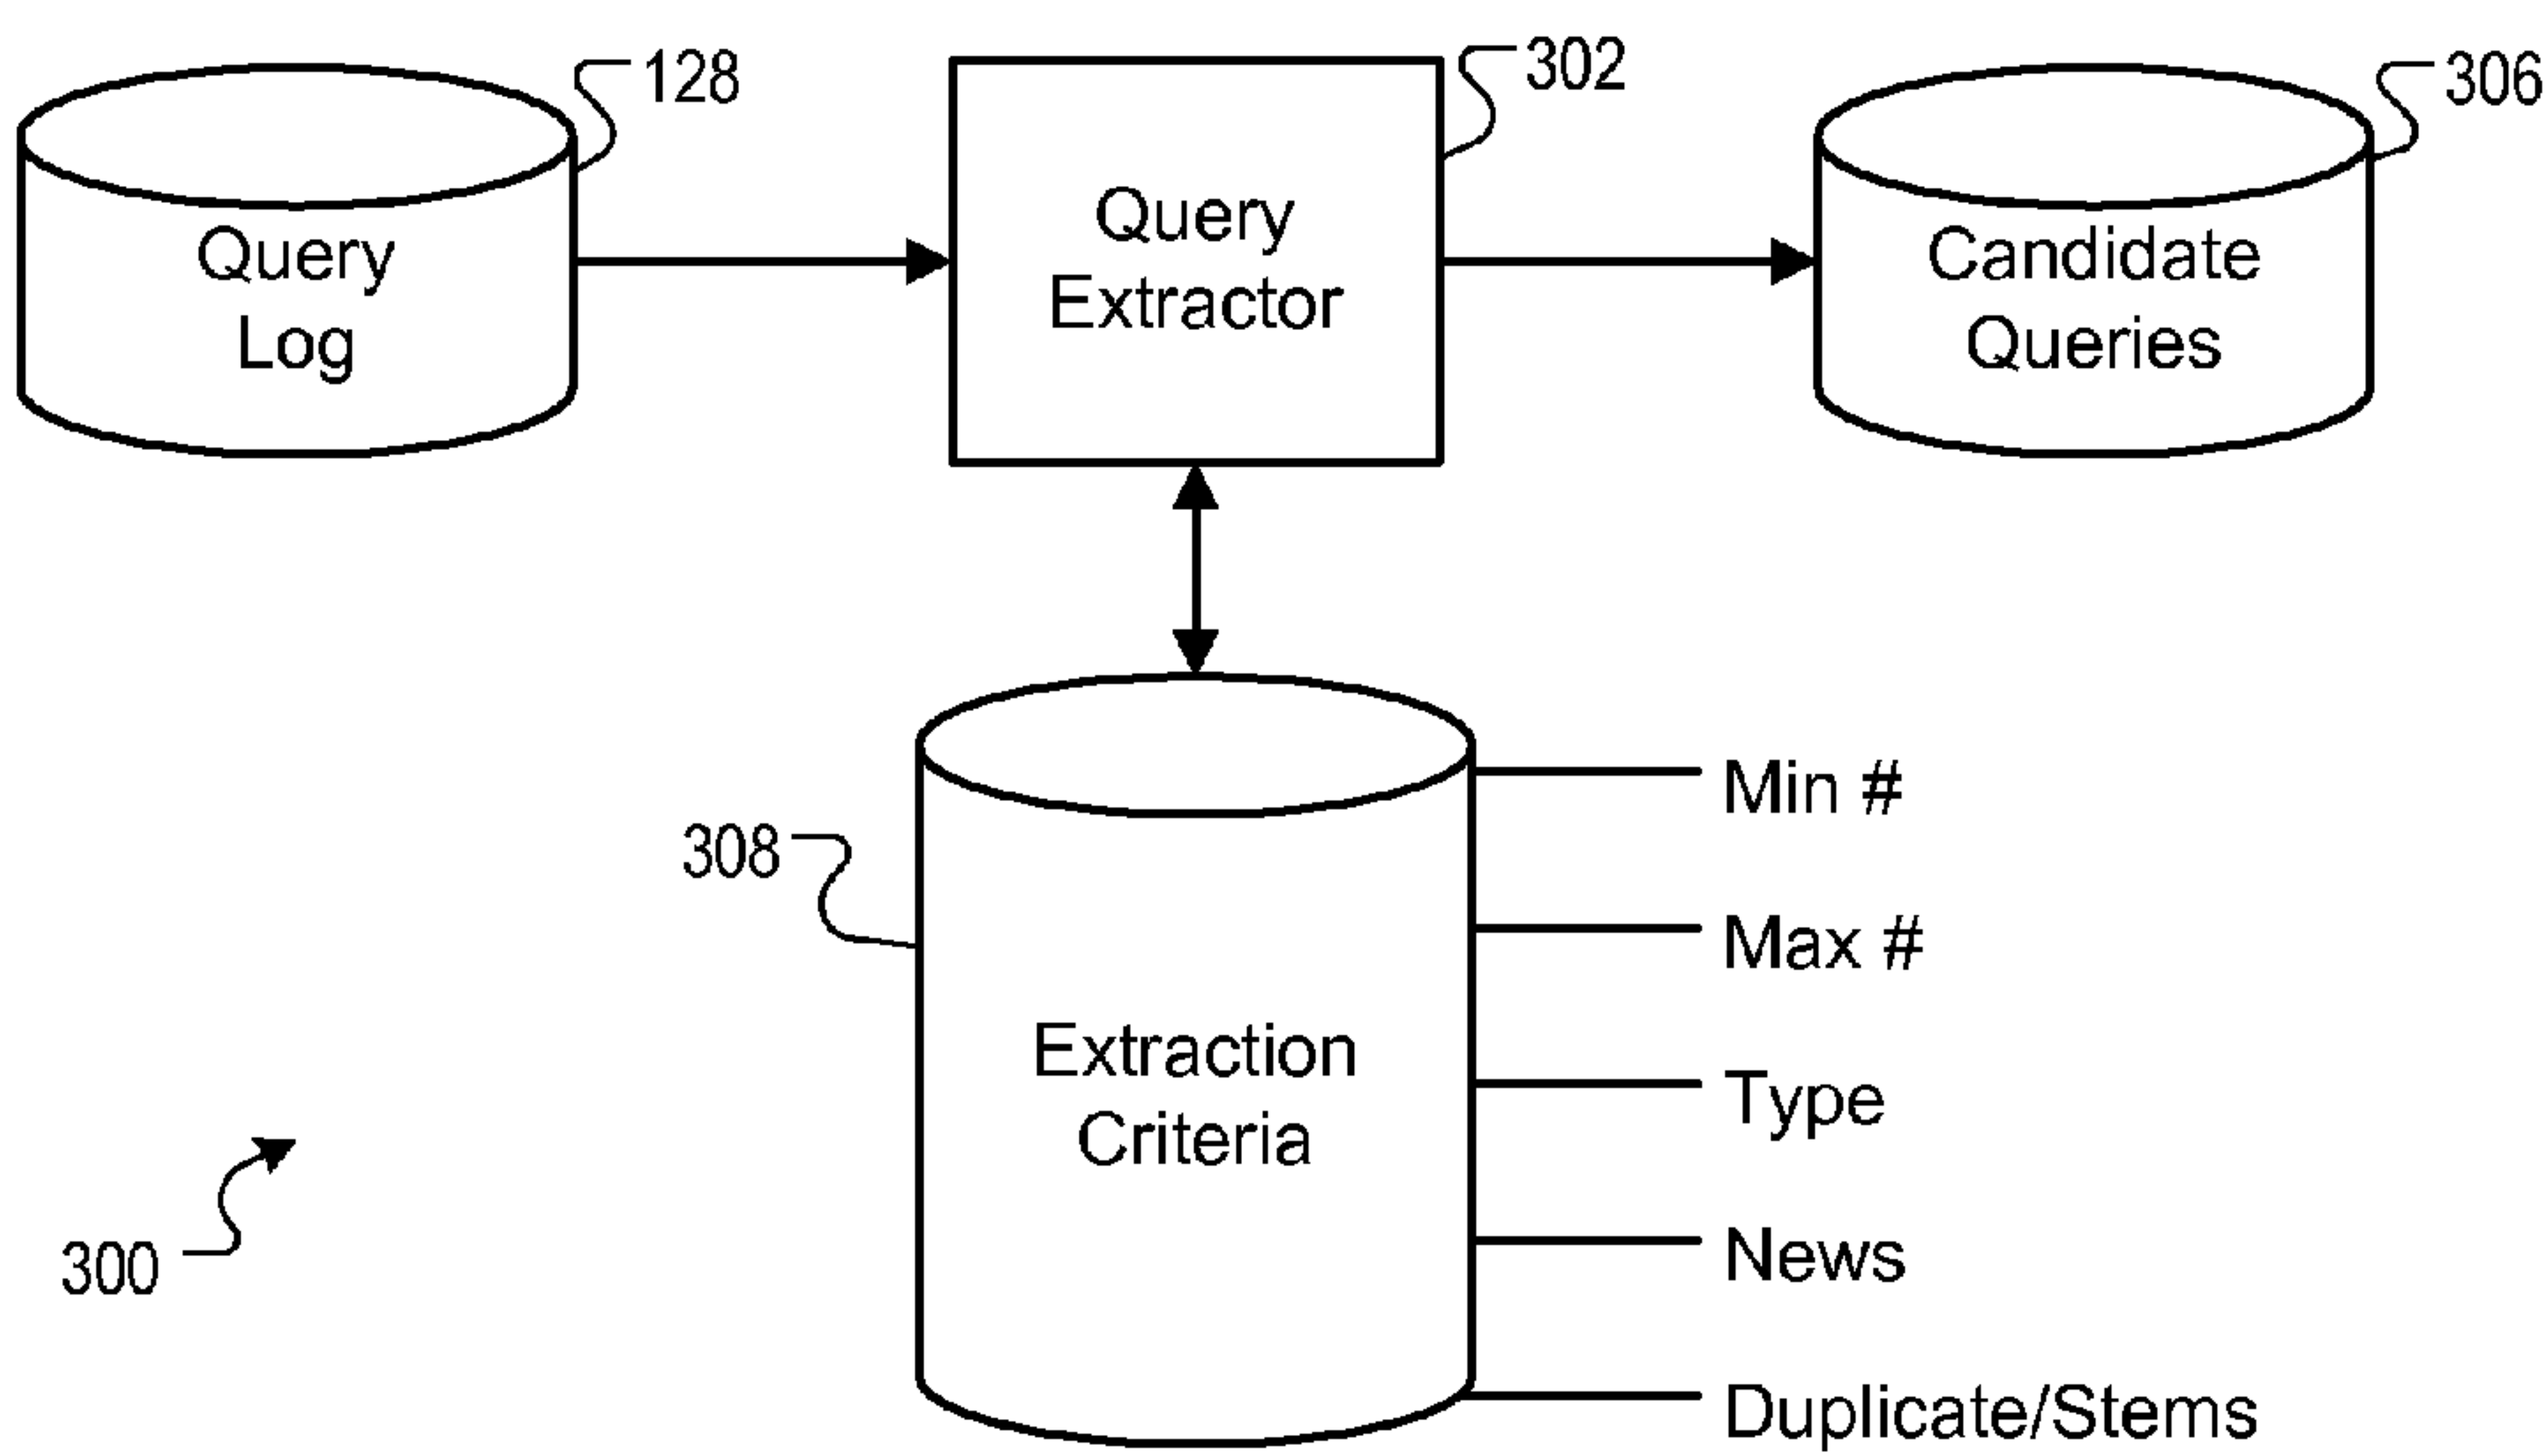 128
302
306
Query
Log
Query
Extractor
Candidate
Queries
308
Extraction
Criteria
Min #
Max #
Type
News
Duplicate/Stems
300